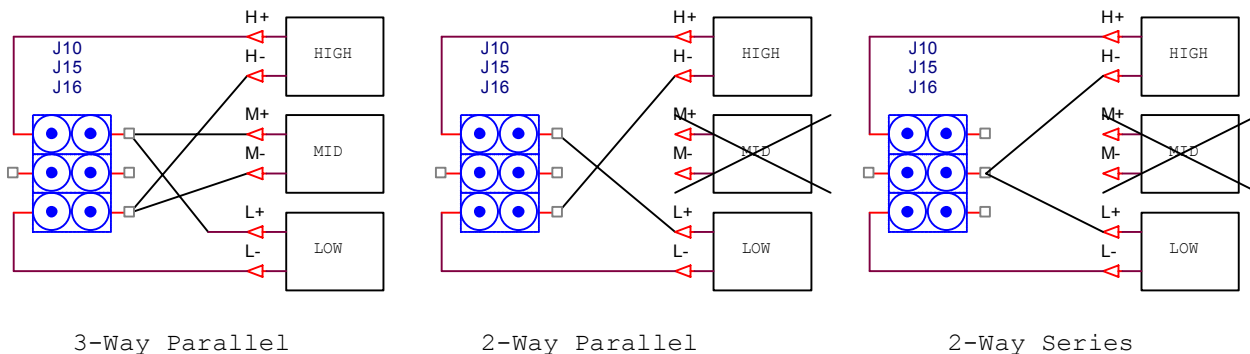 H+
J10
HIGH
J15
H-
J16
M+
MID
M-
L+
LOW
L-
3-Way Parallel
H+
J10
HIGH
J15
H-
J16
M+
MID
M-
L+
LOW
L-
2-Way Parallel
H+
J10
HIGH
J15
H-
J16
M+
MID
M-
L+
LOW
L-
2-Way Series